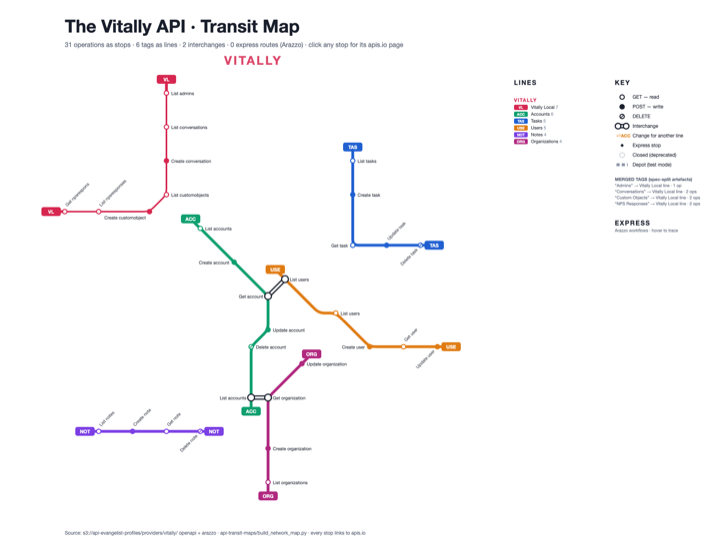 The Vitally API · Transit Map
31 operations as stops · 6 tags as lines · 2 interchanges · 0 express routes (Arazzo) · click any stop for its apis.io page
VITALLY
VL
List admins
List conversations
Create conversation
List customobjects
Create customobject
List npsresponses
Get npsresponse
VL
ACC
List accounts
Create account
Get account
Update account
Delete account
List accounts
ACC
USE
List users
List users
Create user
Get user
Update user
USE
TAS
List tasks
Create task
Get task
Update task
Delete task
TAS
ORG
Update organization
Get organization
Create organization
List organizations
ORG
NOT
List notes
Create note
Get note
Delete note
NOT
LINES
VITALLY
VL Vitally Local
ACC Accounts
TAS Tasks
USE Users
NOT Notes
ORG Organizations
KEY
GET — read
POST — write
DELETE
Interchange
ACC Change for another line
Express stop
Closed (deprecated)
Depot (test mode)
MERGED TAGS (spec-split artefacts)
"Admins" → Vitally Local line · 1 op
"Conversations" → Vitally Local line · 2 ops
"Custom Objects" → Vitally Local line · 2 ops
"NPS Responses" → Vitally Local line · 2 ops
EXPRESS
Arazzo workflows · hover to trace
Source: s3://api-evangelist-profiles/providers/vitally/ openapi + arazzo · api-transit-maps/build_network_map.py · every stop links to apis.io